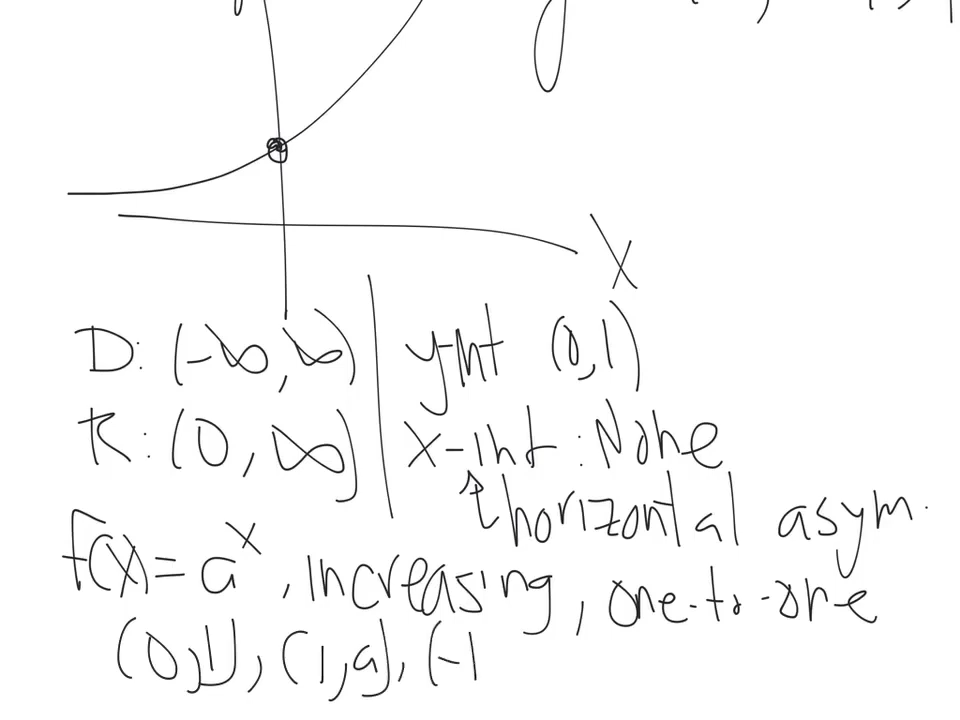 X
D: (-∞, ∞) | y-int (0,1)
R: (0, ∞) | x-int: None
↑ horizontal asym.
f(x) = a^x, increasing, one-to-one
(0,1), (1,a), (-1